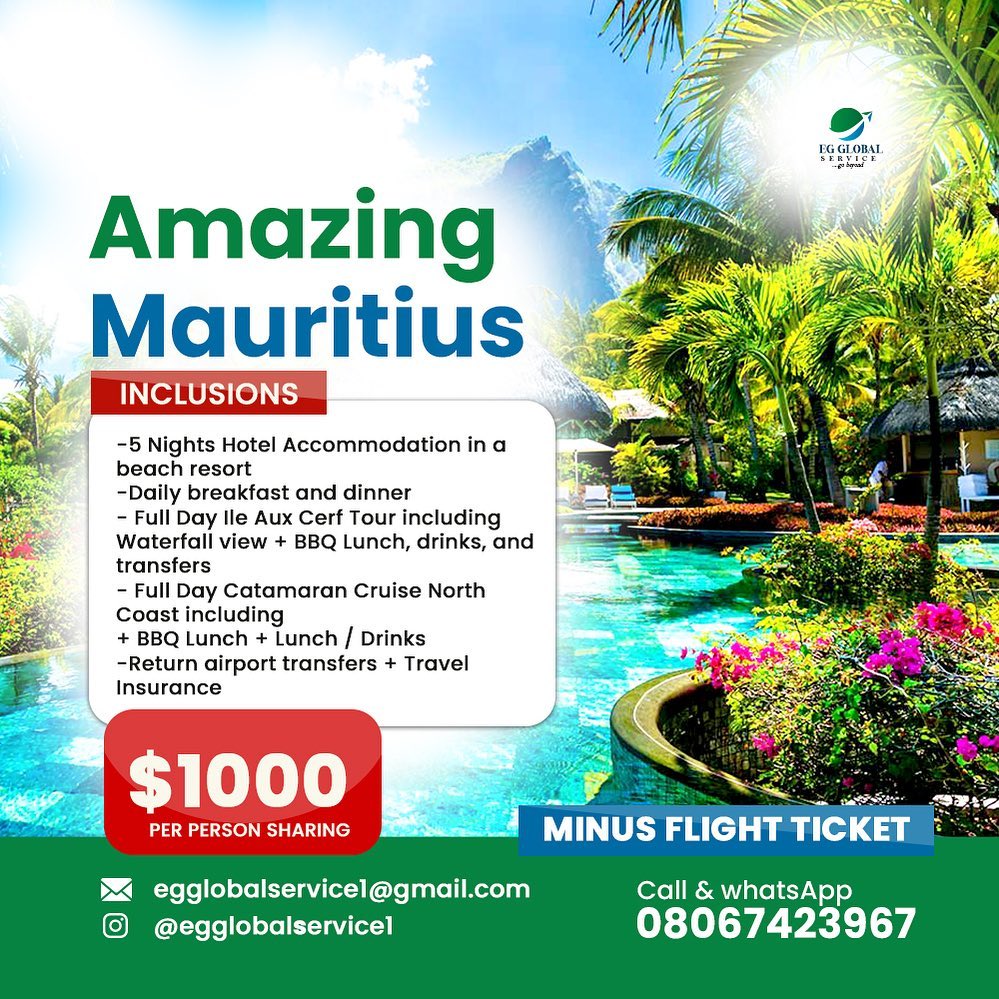 EG GLOBAL
SERVICE
...go beyond
Amazing
Mauritius
INCLUSIONS
-5 Nights Hotel Accommodation in a
beach resort
-Daily breakfast and dinner
- Full Day Ile Aux Cerf Tour including
Waterfall view + BBQ Lunch, drinks, and
transfers
- Full Day Catamaran Cruise North
Coast including
+ BBQ Lunch + Lunch / Drinks
-Return airport transfers + Travel
Insurance
$1000
PER PERSON SHARING
MINUS FLIGHT TICKET
egglobalservice1@gmail.com
@egglobalservice1
Call & whatsApp
08067423967